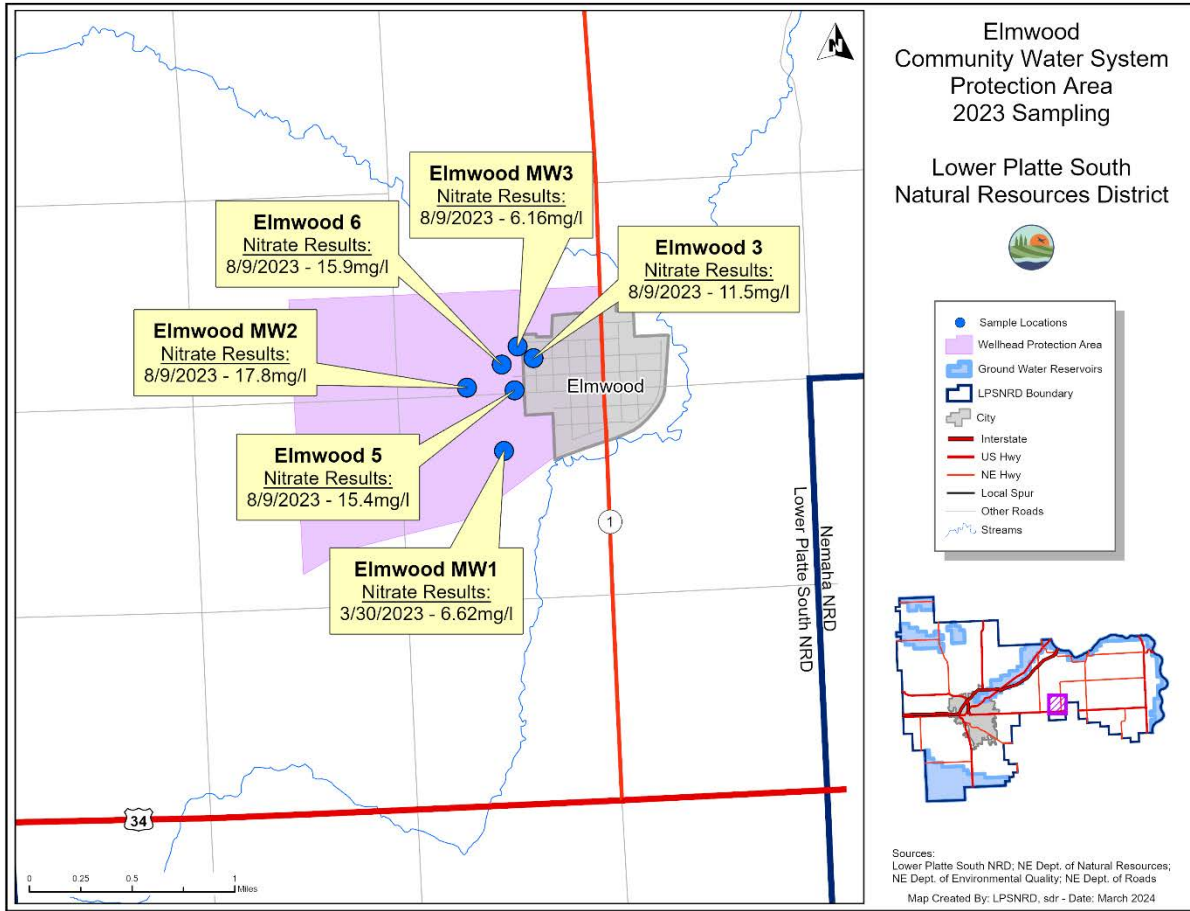 Elmwood
Community Water System
Protection Area
2023 Sampling
Lower Platte South
Natural Resources District
Elmwood MW3
Nitrate Results:
8/9/2023 - 6.16mg/l
Elmwood 6
Nitrate Results:
8/9/2023 - 15.9mg/l
Elmwood 3
Nitrate Results:
8/9/2023 - 11.5mg/l
Elmwood MW2
Nitrate Results:
8/9/2023 - 17.8mg/l
Elmwood
Elmwood 5
Nitrate Results:
8/9/2023 - 15.4mg/l
Elmwood MW1
Nitrate Results:
3/30/2023 - 6.62mg/l
1
34
Nemaha NRD
Lower Platte South NRD
0 0.25 0.5 1
Miles
Sample Locations
Wellhead Protection Area
Ground Water Reservoirs
LPSNRD Boundary
City
Interstate
US Hwy
NE Hwy
Local Spur
Other Roads
Streams
Sources:
Lower Platte South NRD; NE Dept. of Natural Resources;
NE Dept. of Environmental Quality; NE Dept. of Roads
Map Created By: LPSNRD, sdr - Date: March 2024